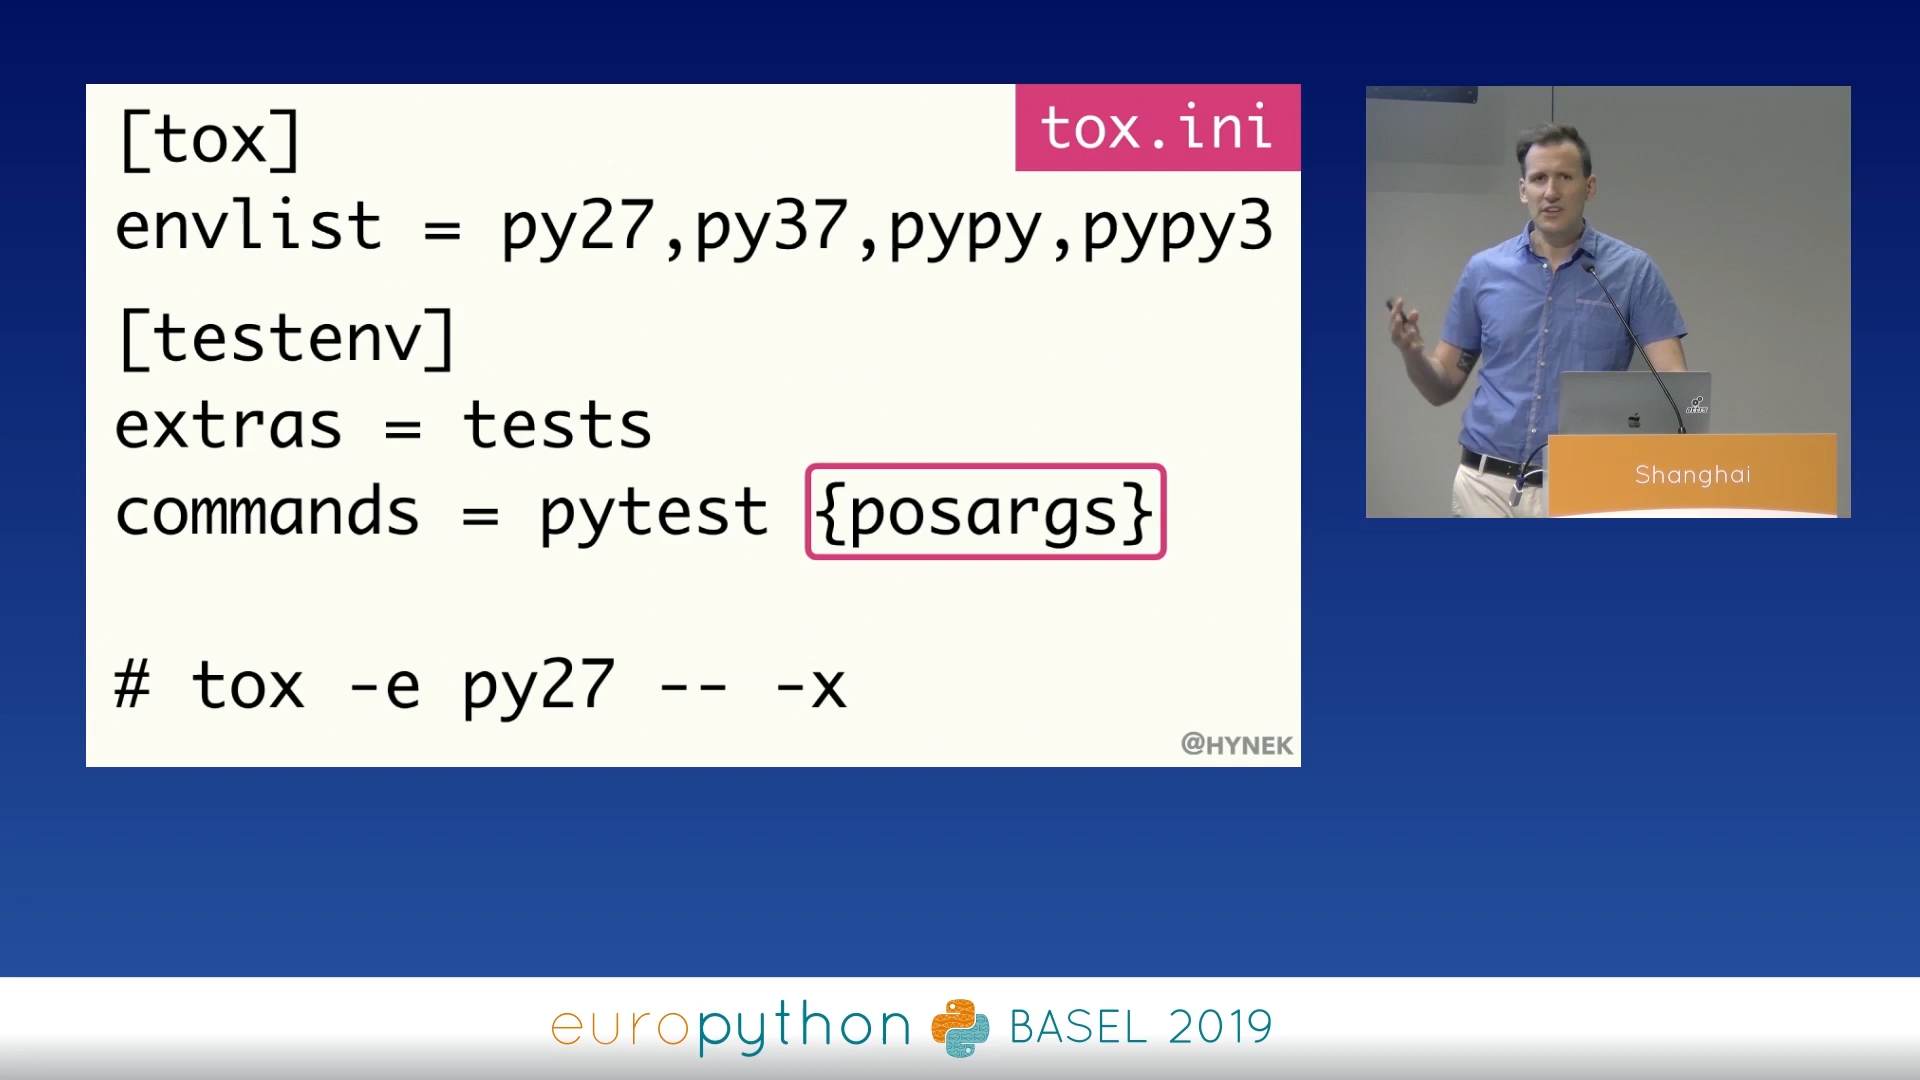 [tox]
tox.ini
envlist = py27,py37,pypy,pypy3
[testenv]
extras = tests
commands = pytest {posargs}
# tox -e py27 -- -x
@HYNEK
attrs
Shanghai
europython BASEL 2019